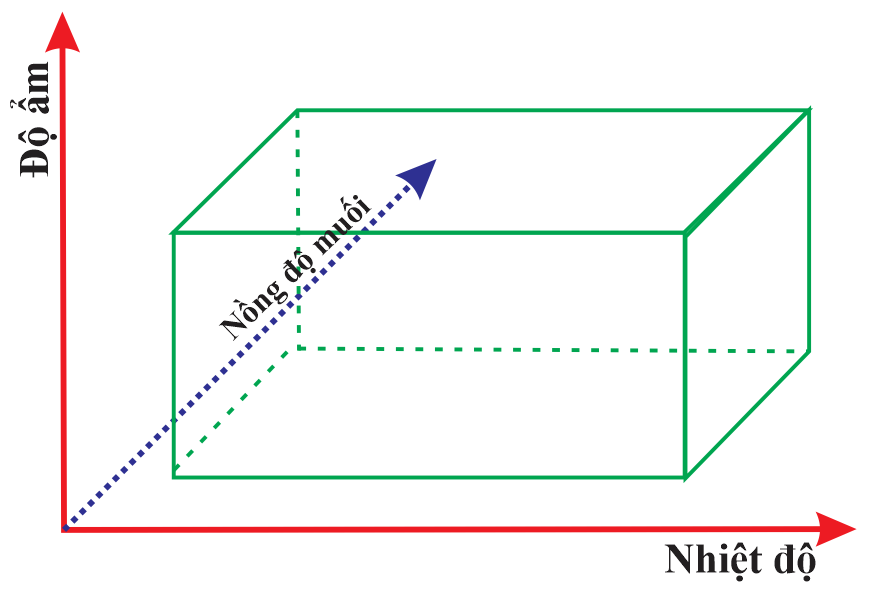 Độ ẩm
Nồng độ muối
Nhiệt độ